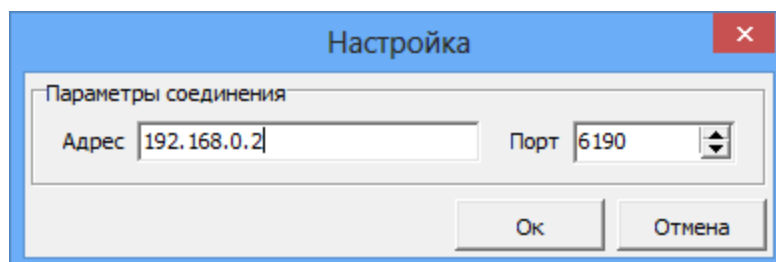 Настройка
Параметры соединения
Адрес 192.168.0.2 Порт 6190
Ок Отмена